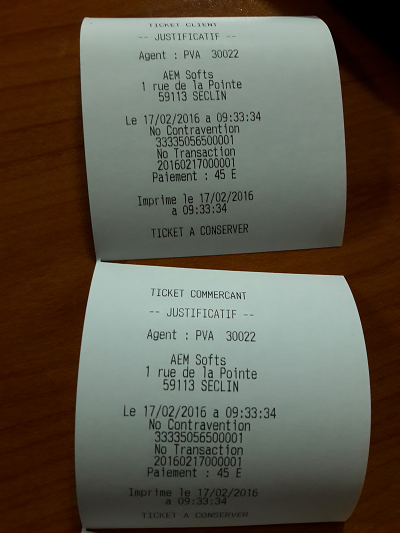 TICKET CLIENT
-- JUSTIFICATIF --
Agent : PVA 30022
AEM Softs
1 rue de la Pointe
59113 SECLIN
Le 17/02/2016 a 09:33:34
No Contravention
33335056500001
No Transaction
20160217000001
Paiement : 45 E
Imprime le 17/02/2016
a 09:33:34
TICKET A CONSERVER
TICKET COMMERCANT
-- JUSTIFICATIF --
Agent : PVA 30022
AEM Softs
1 rue de la Pointe
59113 SECLIN
Le 17/02/2016 a 09:33:34
No Contravention
33335056500001
No Transaction
20160217000001
Paiement : 45 E
Imprime le 17/02/2016
a 09:33:34
TICKET A CONSERVER